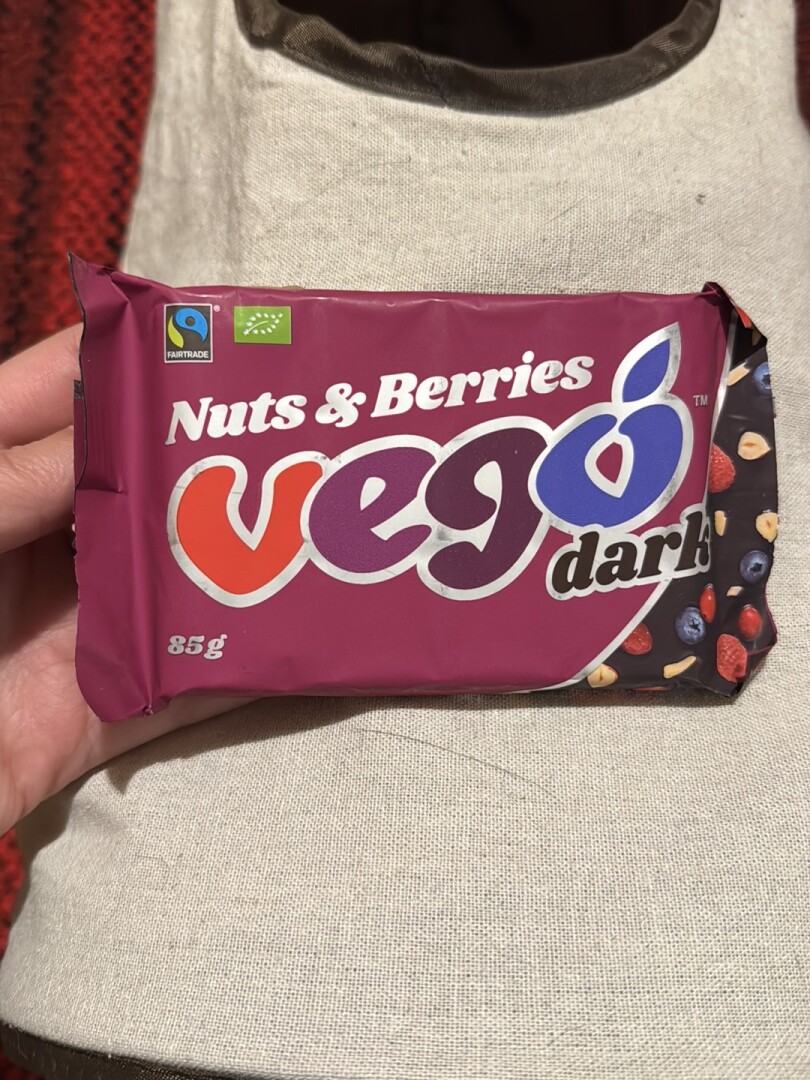 FAIRTRADE
®
Nuts & Berries
vego
TM
dark
85g